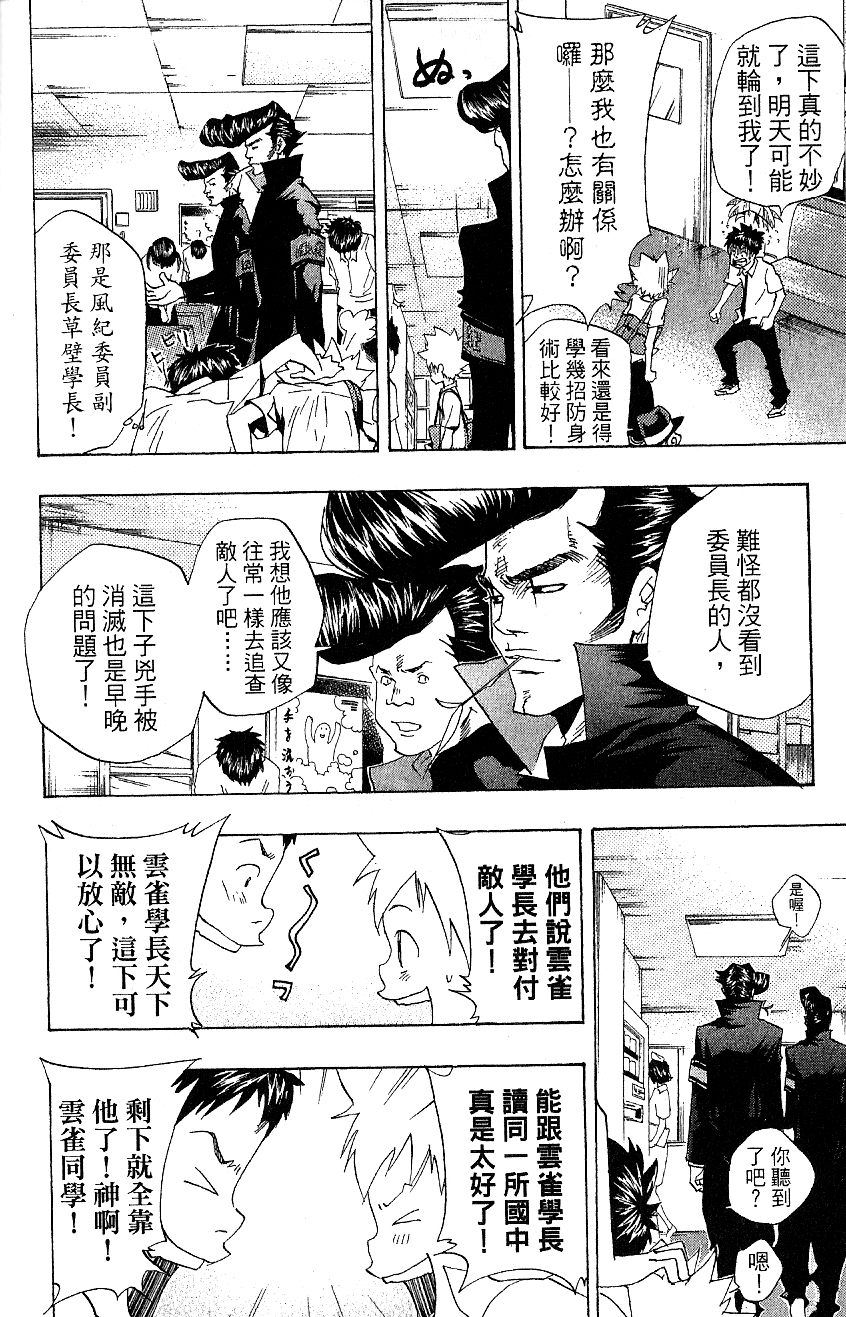 這下真的不妙
了，明天可能
就輪到我了！
那麼我也有關係
囉——？怎麼辦啊？
看來還是得
學幾招防身
術比較好！
ぬっ
那是風紀委員副
委員長草壁學長！
難怪都沒看到
委員長的人，
我想他應該又像
往常一樣去追查
敵人了吧……
這下子兇手被
消滅也是早晚
的問題了！
手を洗おう
是喔！
你聽到
了吧？
嗯！
他們說雲雀
學長去對付
敵人了！
雲雀學長天下
無敵，這下可
以放心了！
能跟雲雀學長
讀同一所國中
真是太好了！
剩下就全靠
他了！神啊！
雲雀同學！